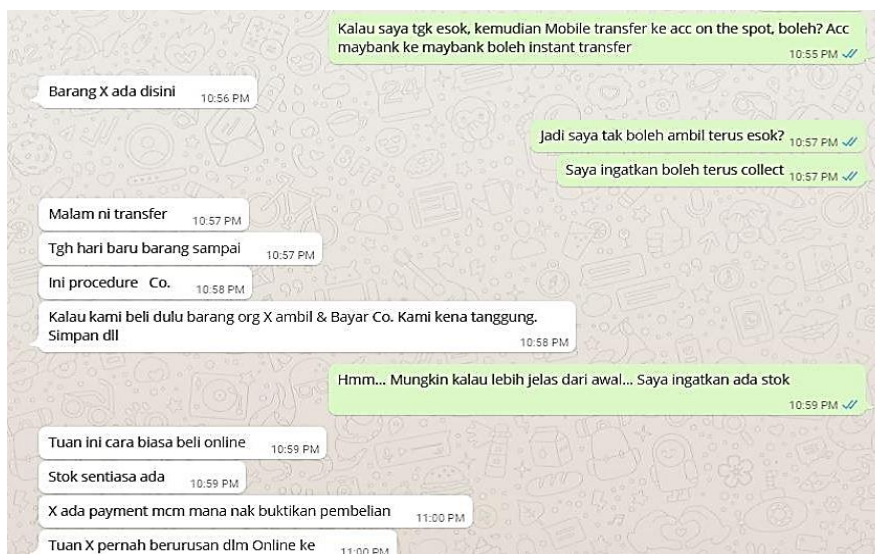 Kalau saya tgk esok, kemudian Mobile transfer ke acc on the spot, boleh? Acc
maybank ke maybank boleh instant transfer
10:55 PM
Barang X ada disini 10:56 PM
Jadi saya tak boleh ambil terus esok? 10:57 PM
Saya ingatkan boleh terus collect 10:57 PM
Malam ni transfer 10:57 PM
Tgh hari baru barang sampai 10:57 PM
Ini procedure Co. 10:58 PM
Kalau kami beli dulu barang org X ambil & Bayar Co. Kami kena tanggung.
Simpan dll
10:58 PM
Hmm... Mungkin kalau lebih jelas dari awal... Saya ingatkan ada stok
10:59 PM
Tuan ini cara biasa beli online 10:59 PM
Stok sentiasa ada 10:59 PM
X ada payment mcm mana nak buktikan pembelian 11:00 PM
Tuan X pernah berurusan dlm Online ke 11:00 PM